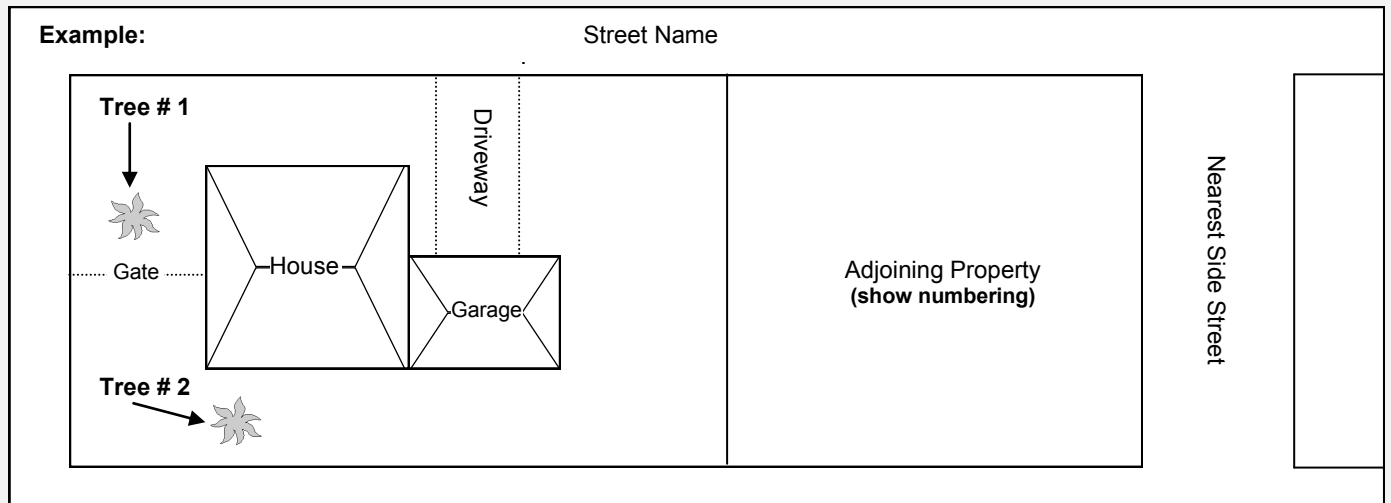 Example:
Street Name
Tree # 1
Driveway
Gate
House
Garage
Adjoining Property
(show numbering)
Nearest Side Street
Tree # 2